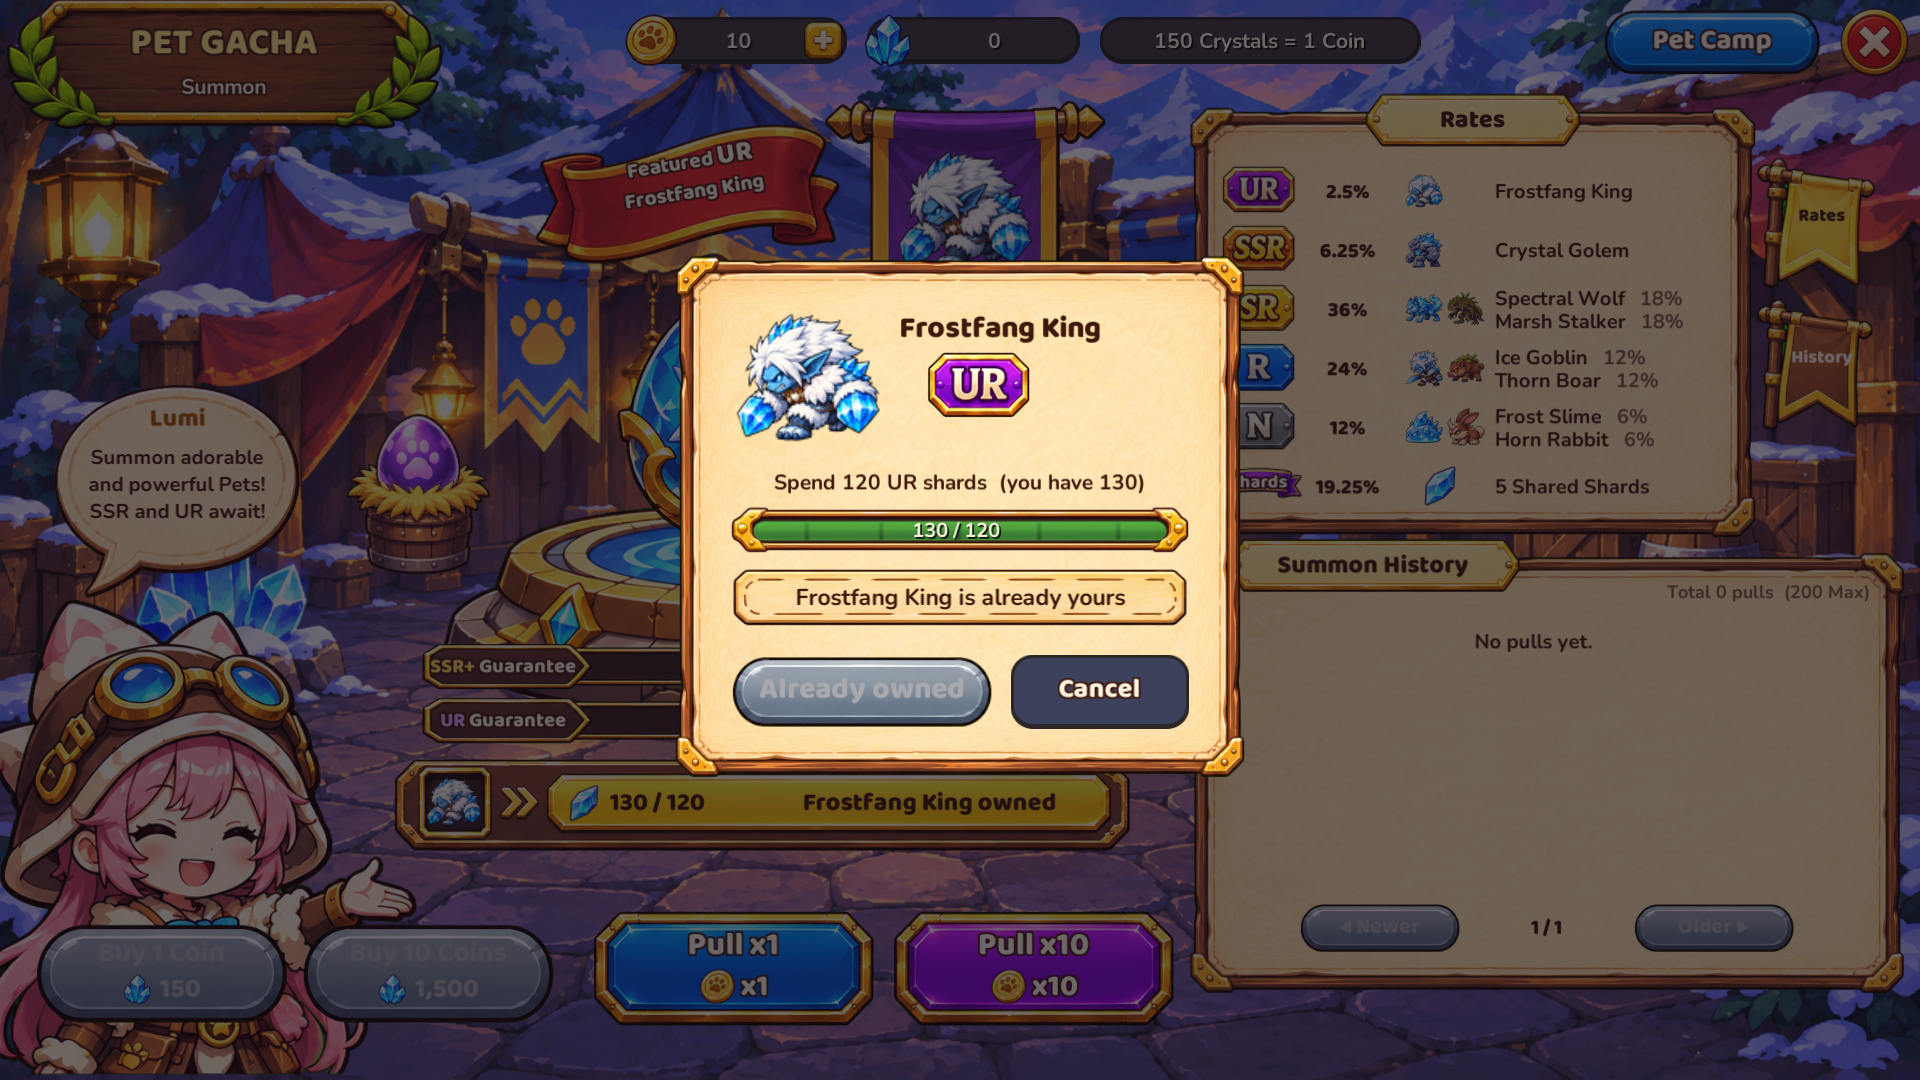 PET GACHA
Summon
10
0
150 Crystals = 1 Coin
Pet Camp
Featured UR
Frostfang King
Rates
UR 2.5% Frostfang King
SSR 6.25% Crystal Golem
SR 36% Spectral Wolf 18%
Marsh Stalker 18%
R 24% Ice Goblin 12%
Thorn Boar 12%
N 12% Frost Slime 6%
Horn Rabbit 6%
hards 19.25% 5 Shared Shards
Rates
History
Lumi
Summon adorable
and powerful Pets!
SSR and UR await!
Frostfang King
UR
Spend 120 UR shards (you have 130)
130 / 120
Frostfang King is already yours
Already owned
Cancel
SSR+ Guarantee
UR Guarantee
130 / 120 Frostfang King owned
Summon History
Total 0 pulls (200 Max)
No pulls yet.
Newer
1 / 1
Older
Buy 1 Coin
150
Buy 10 Coins
1,500
Pull x1
x1
Pull x10
x10